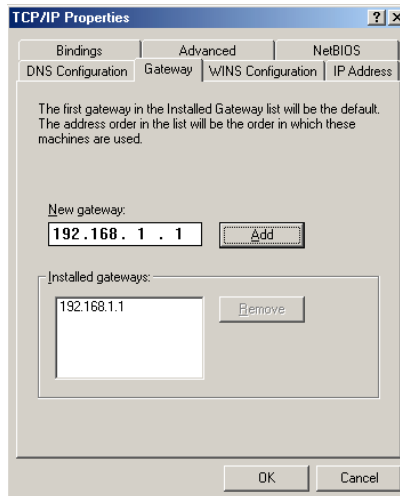 TCP/IP Properties
? x
Bindings Advanced NetBIOS
DNS Configuration Gateway WINS Configuration IP Address
The first gateway in the Installed Gateway list will be the default.
The address order in the list will be the order in which these
machines are used.
New gateway:
192.168. 1 . 1 Add
Installed gateways:
192.168.1.1 Remove
OK Cancel